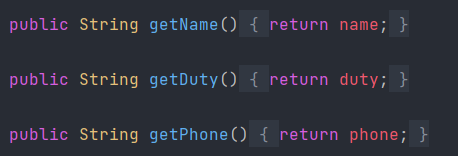 public String getName() { return name; }
public String getDuty() { return duty; }
public String getPhone() { return phone; }